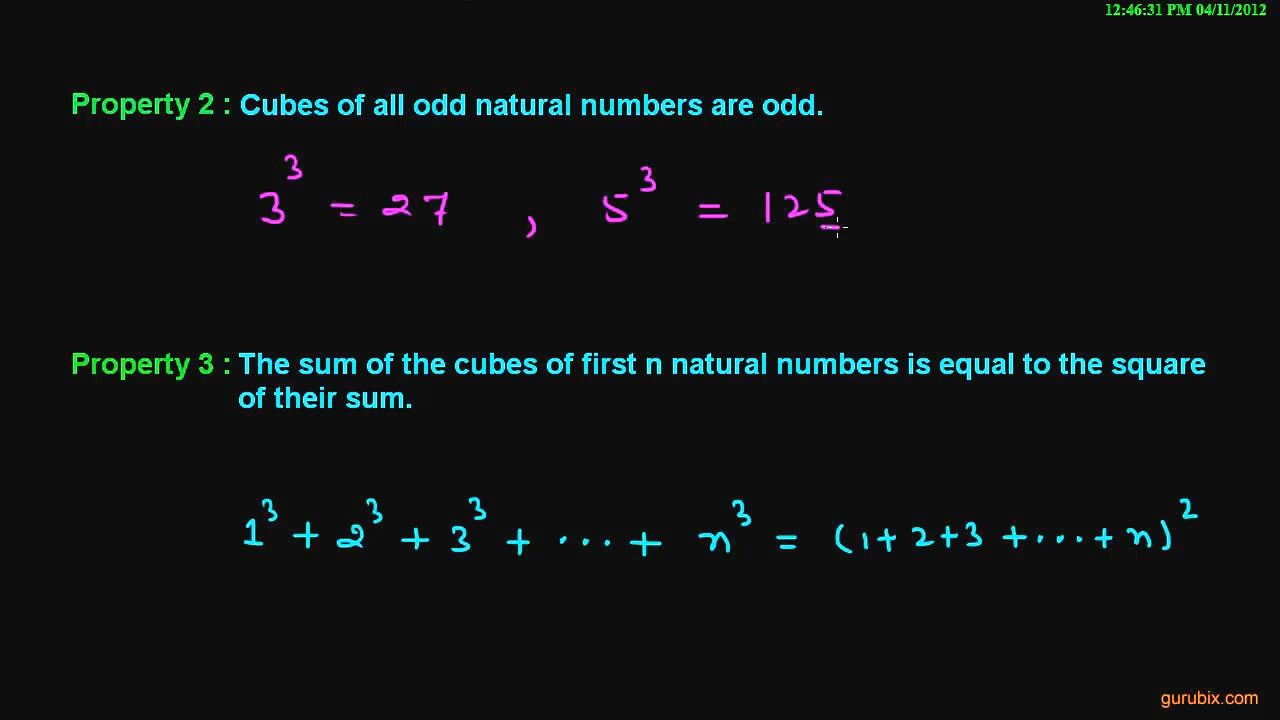 12:46:31 PM 04/11/2012
Property 2 : Cubes of all odd natural numbers are odd.
3³ = 27 , 5³ = 125
Property 3 : The sum of the cubes of first n natural numbers is equal to the square
of their sum.
1³ + 2³ + 3³ + ... + n³ = (1+2+3+...+n)²
gurubix.com